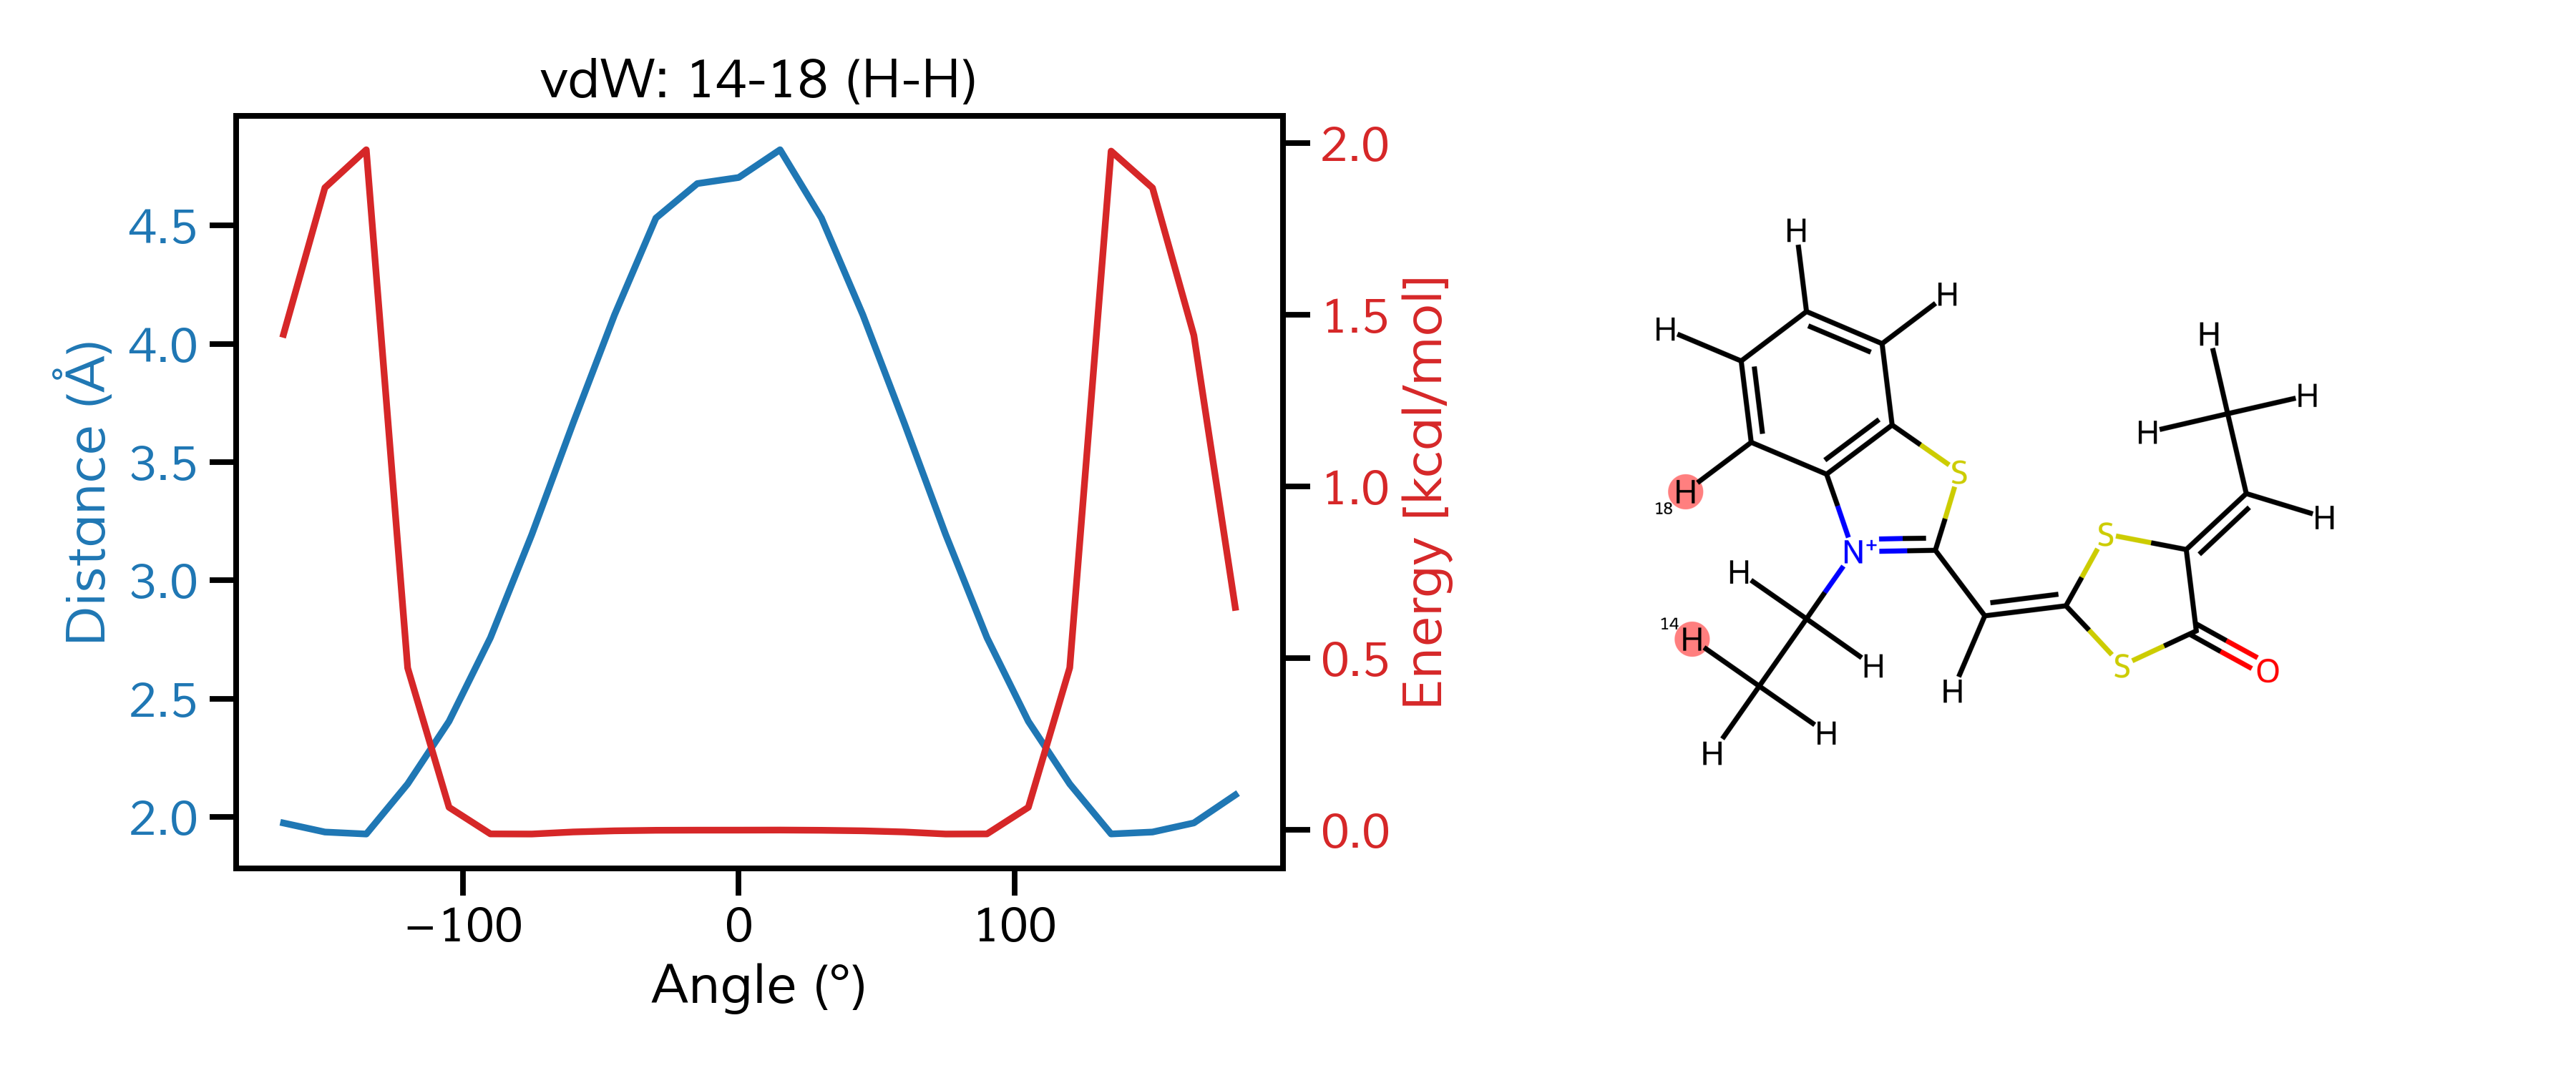 vdW: 14-18 (H-H)
Distance (Å)
4.5
4.0
3.5
3.0
2.5
2.0
2.0
1.5
1.0
0.5
0.0
Energy [kcal/mol]
−100 0 100
Angle (°)
H
H
H
H
H
H
H
S
H
18
H
S
N⁺
H
14
H
H
H
S
O
H
H
H